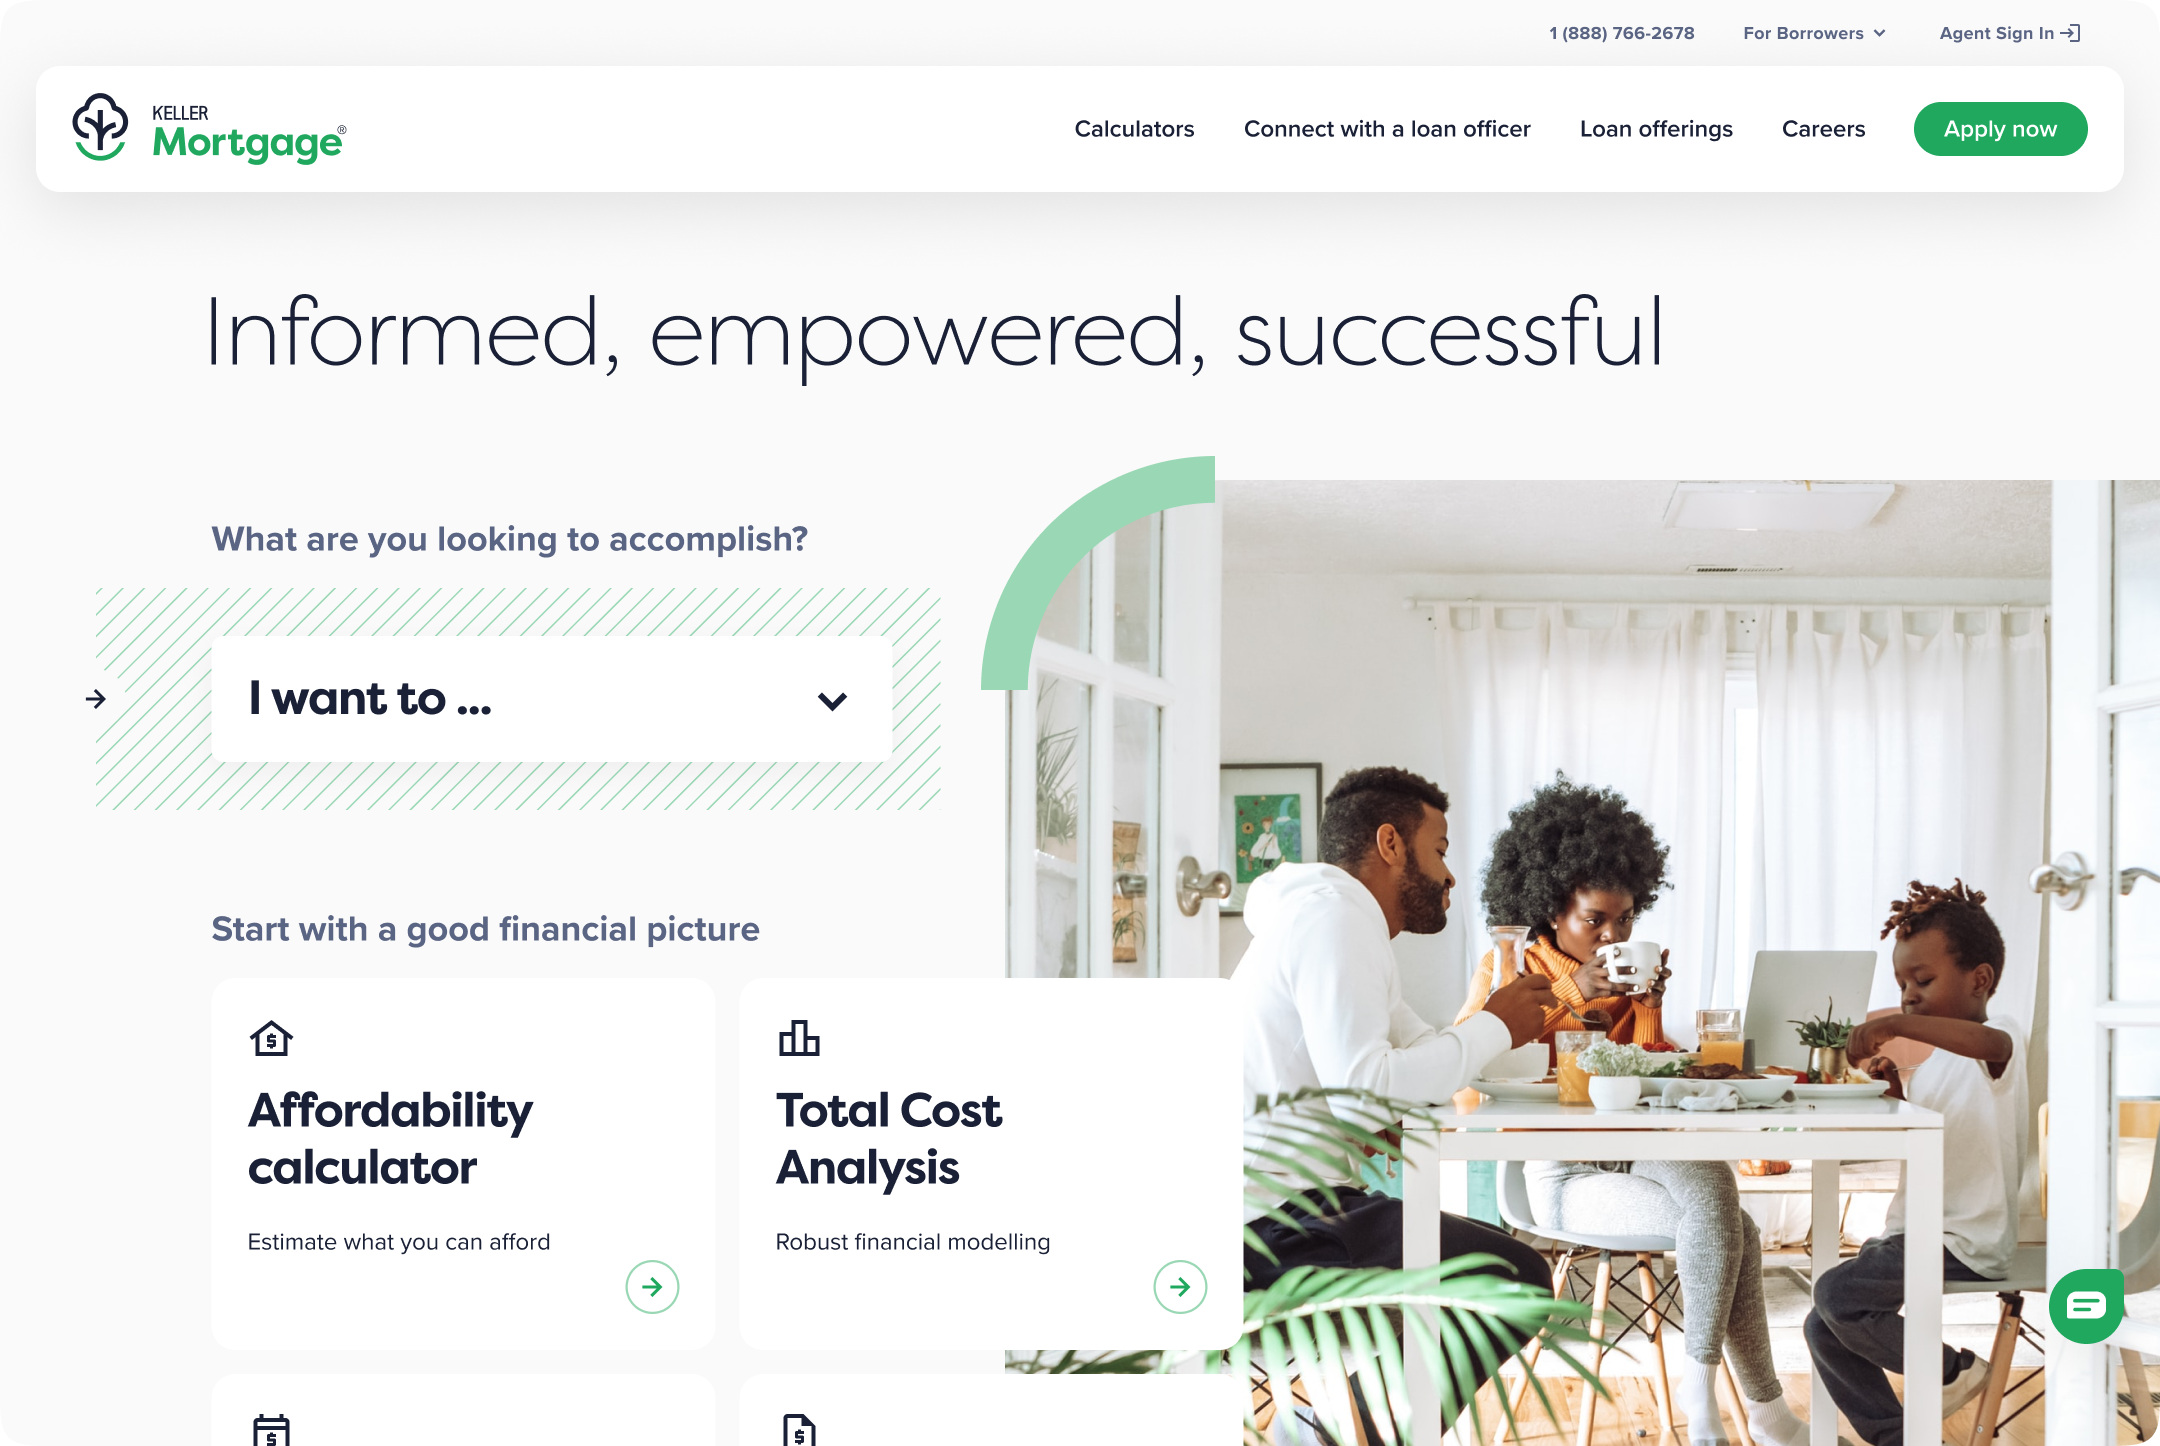 1 (888) 766-2678
For Borrowers
Agent Sign In
KELLER
Mortgage®
Calculators
Connect with a loan officer
Loan offerings
Careers
Apply now
Informed, empowered, successful
What are you looking to accomplish?
I want to ...
Start with a good financial picture
Affordability
calculator
Estimate what you can afford
Total Cost
Analysis
Robust financial modelling